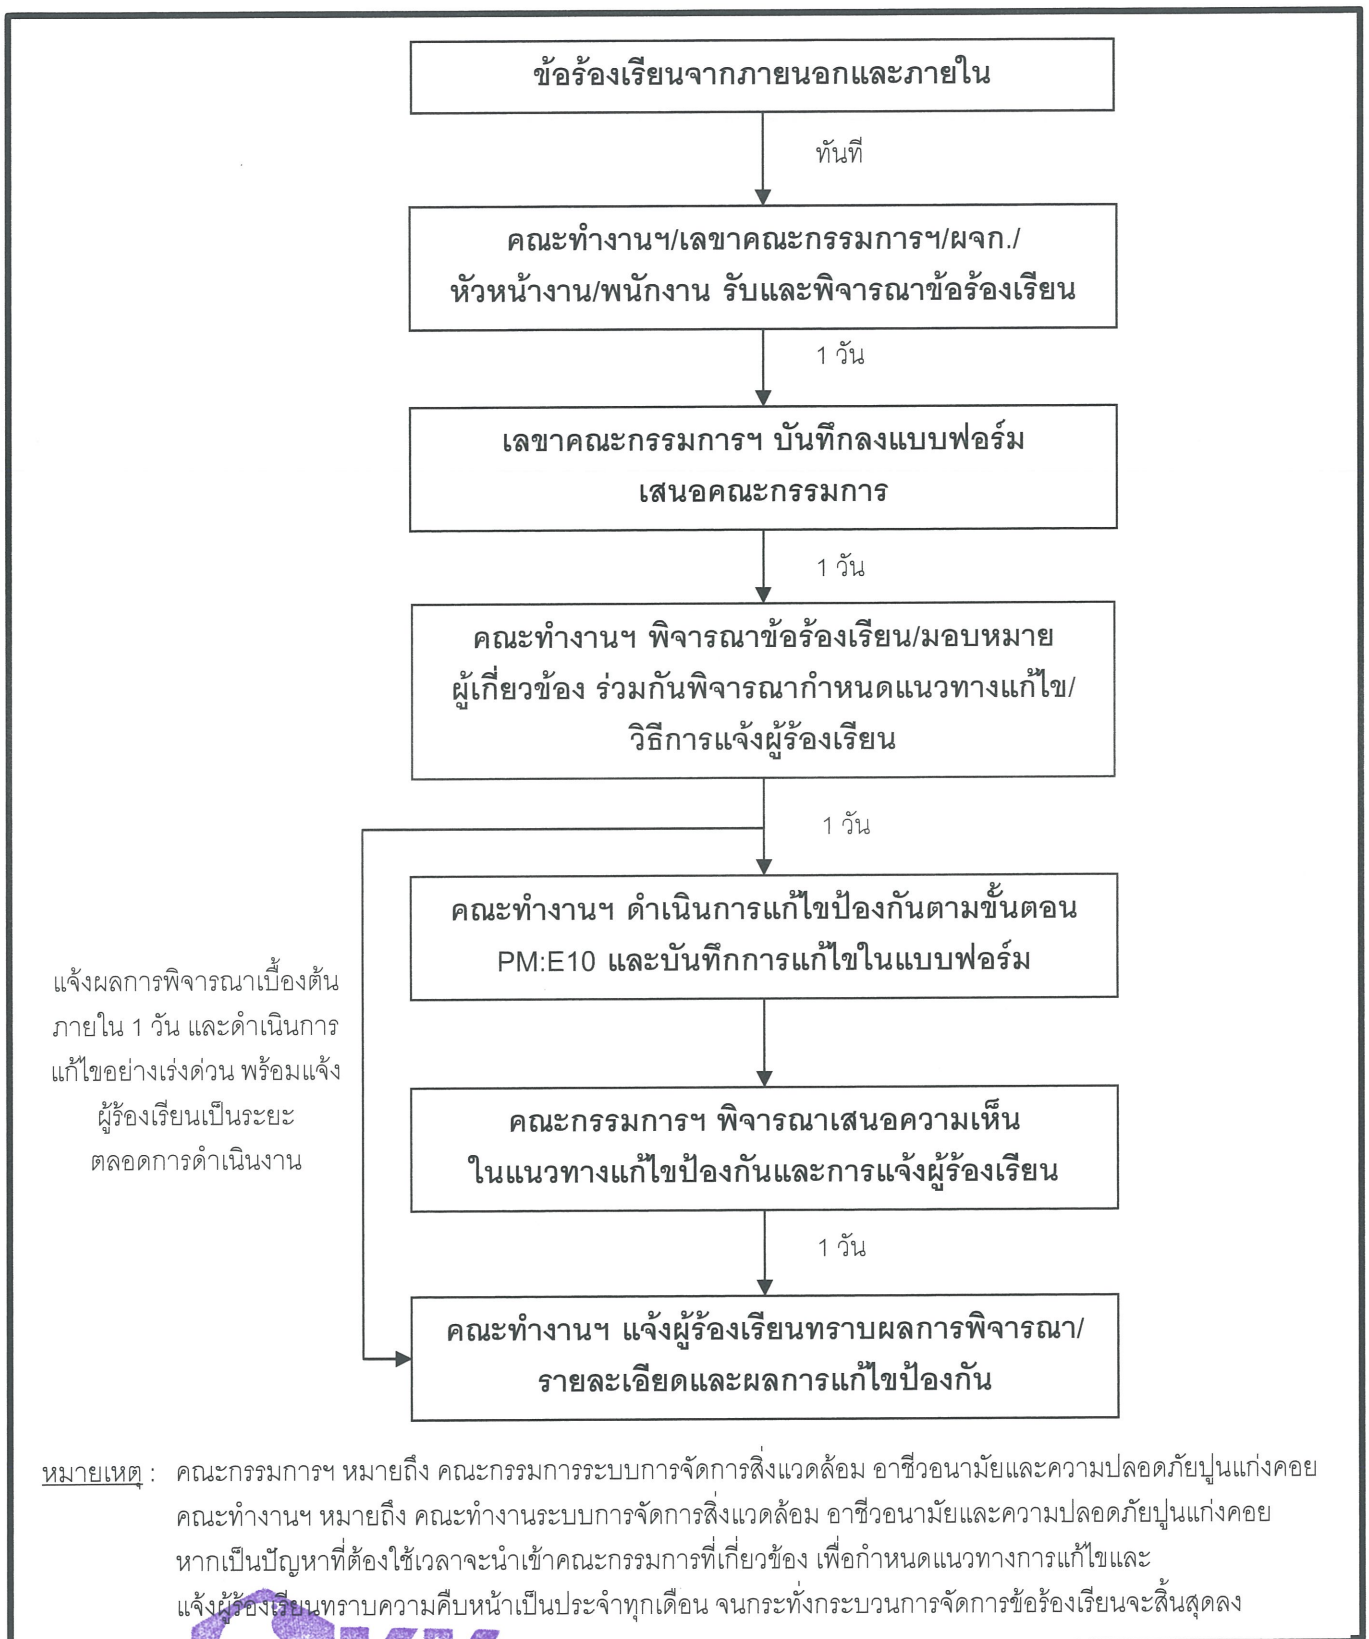 ข้อร้องเรียนจากภายนอกและภายใน
ทันที
คณะทำงานฯ/เลขาคณะกรรมการฯ/ผจก./
หัวหน้างาน/พนักงาน รับและพิจารณาข้อร้องเรียน
1 วัน
เลขาคณะกรรมการฯ บันทึกลงแบบฟอร์ม
เสนอคณะกรรมการ
1 วัน
คณะทำงานฯ พิจารณาข้อร้องเรียน/มอบหมาย
ผู้เกี่ยวข้อง ร่วมกันพิจารณากำหนดแนวทางแก้ไข/
วิธีการแจ้งผู้ร้องเรียน
1 วัน
คณะทำงานฯ ดำเนินการแก้ไขป้องกันตามขั้นตอน
PM:E10 และบันทึกการแก้ไขในแบบฟอร์ม
แจ้งผลการพิจารณาเบื้องต้น
ภายใน 1 วัน และดำเนินการ
แก้ไขอย่างเร่งด่วน พร้อมแจ้ง
ผู้ร้องเรียนเป็นระยะ
ตลอดการดำเนินงาน
คณะกรรมการฯ พิจารณาเสนอความเห็น
ในแนวทางแก้ไขป้องกันและการแจ้งผู้ร้องเรียน
1 วัน
คณะทำงานฯ แจ้งผู้ร้องเรียนทราบผลการพิจารณา/
รายละเอียดและผลการแก้ไขป้องกัน
หมายเหตุ : คณะกรรมการฯ หมายถึง คณะกรรมการระบบการจัดการสิ่งแวดล้อม อาชีวอนามัยและความปลอดภัยปูนแก่งคอย
คณะทำงานฯ หมายถึง คณะทำงานระบบการจัดการสิ่งแวดล้อม อาชีวอนามัยและความปลอดภัยปูนแก่งคอย
หากเป็นปัญหาที่ต้องใช้เวลาจะนำเข้าคณะกรรมการที่เกี่ยวข้อง เพื่อกำหนดแนวทางการแก้ไขและ
แจ้งผู้ร้องเรียนทราบความคืบหน้าเป็นประจำทุกเดือน จนกระทั่งกระบวนการจัดการข้อร้องเรียนจะสิ้นสุดลง